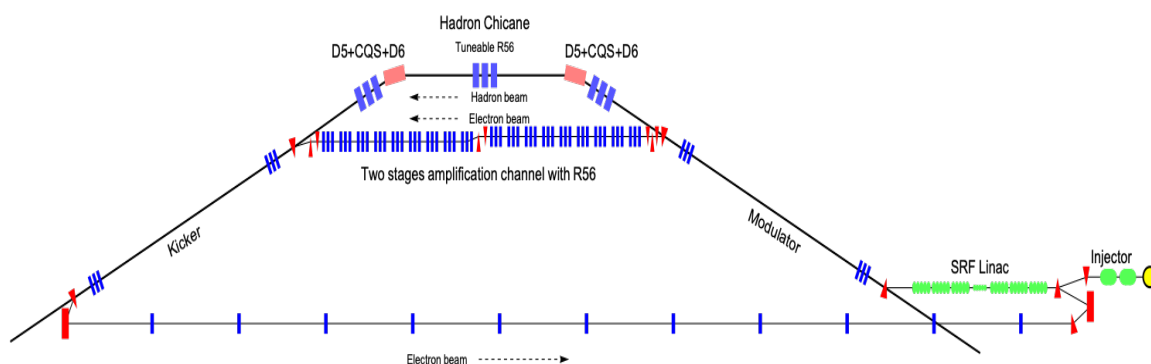 Hadron Chicane
Tuneable R56
D5+CQS+D6
D5+CQS+D6
Hadron beam
Electron beam
Two stages amplification channel with R56
Kicker
Modulator
SRF Linac
Injector
Electron beam